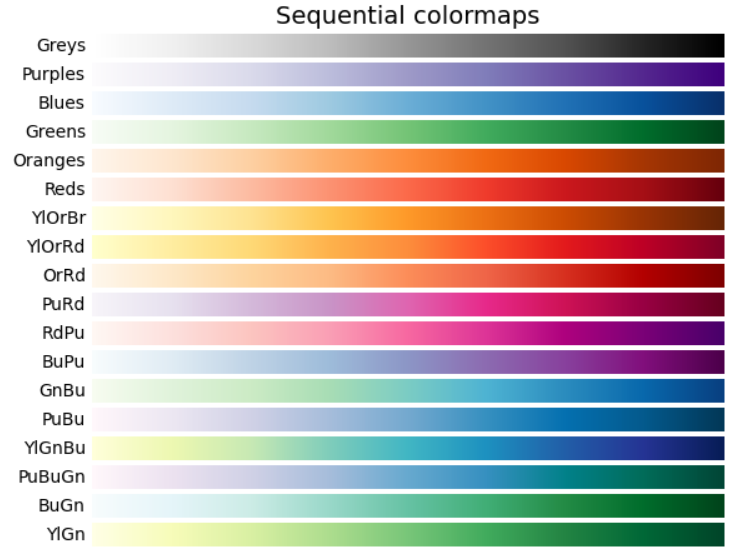 Sequential colormaps
Greys
Purples
Blues
Greens
Oranges
Reds
YlOrBr
YlOrRd
OrRd
PuRd
RdPu
BuPu
GnBu
PuBu
YlGnBu
PuBuGn
BuGn
YlGn